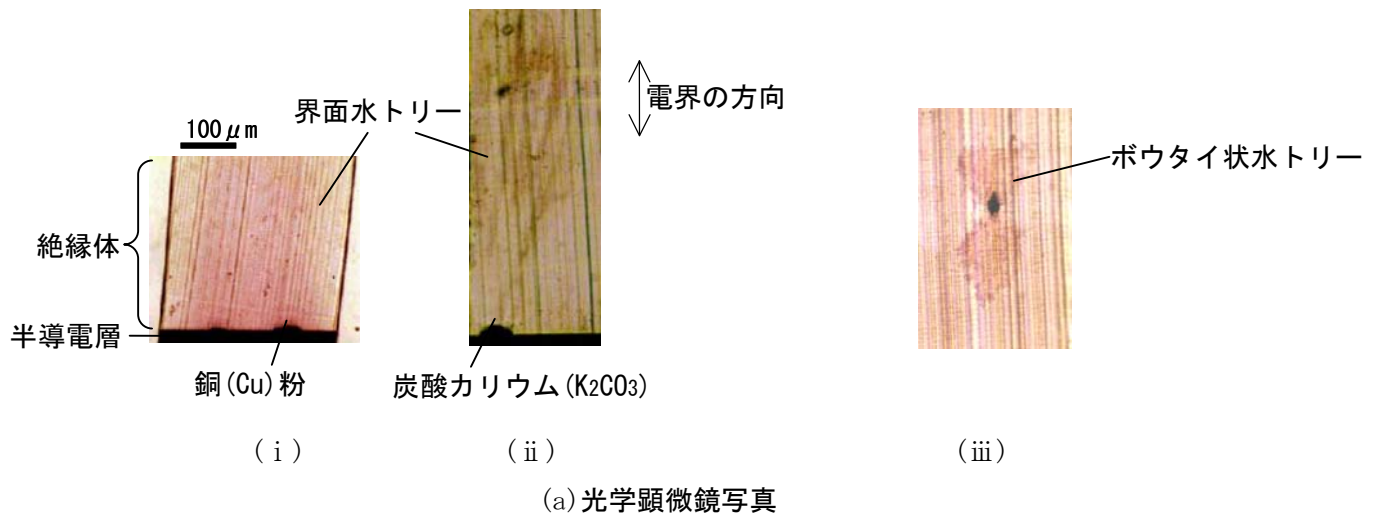 界面水トリー
電界の方向
100μm
ボウタイ状水トリー
絶縁体
半導電層
銅(Cu)粉
炭酸カリウム(K2CO3)
(ⅰ)
(ⅱ)
(ⅲ)
(a)光学顕微鏡写真